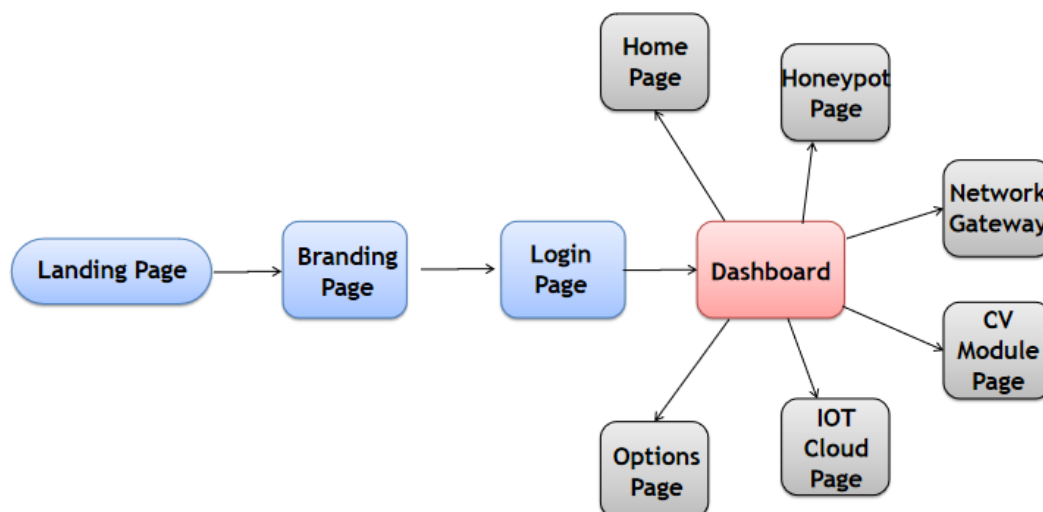 Home
Page
Honeypot
Page
Network
Gateway
Landing Page
Branding
Page
Login
Page
Dashboard
CV
Module
Page
Options
Page
IOT
Cloud
Page